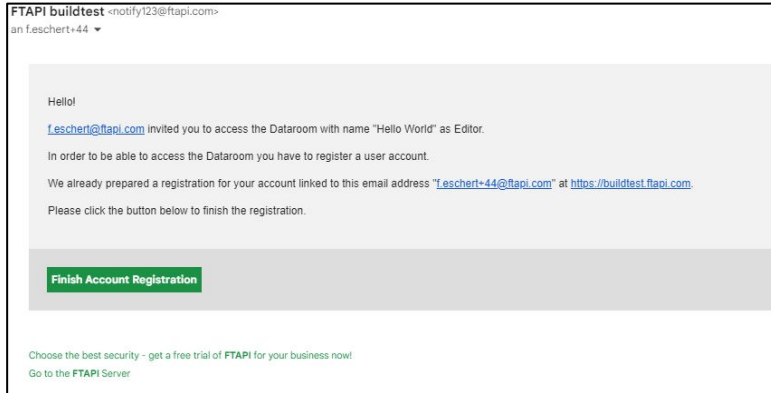 FTAPI buildtest <notify123@ftapi.com>
an f.eschert+44
Hello!
f.eschert@ftapi.com invited you to access the Dataroom with name "Hello World" as Editor.
In order to be able to access the Dataroom you have to register a user account.
We already prepared a registration for your account linked to this email address "f.eschert+44@ftapi.com" at https://buildtest.ftapi.com.
Please click the button below to finish the registration.
Finish Account Registration
Choose the best security - get a free trial of FTAPI for your business now!
Go to the FTAPI Server